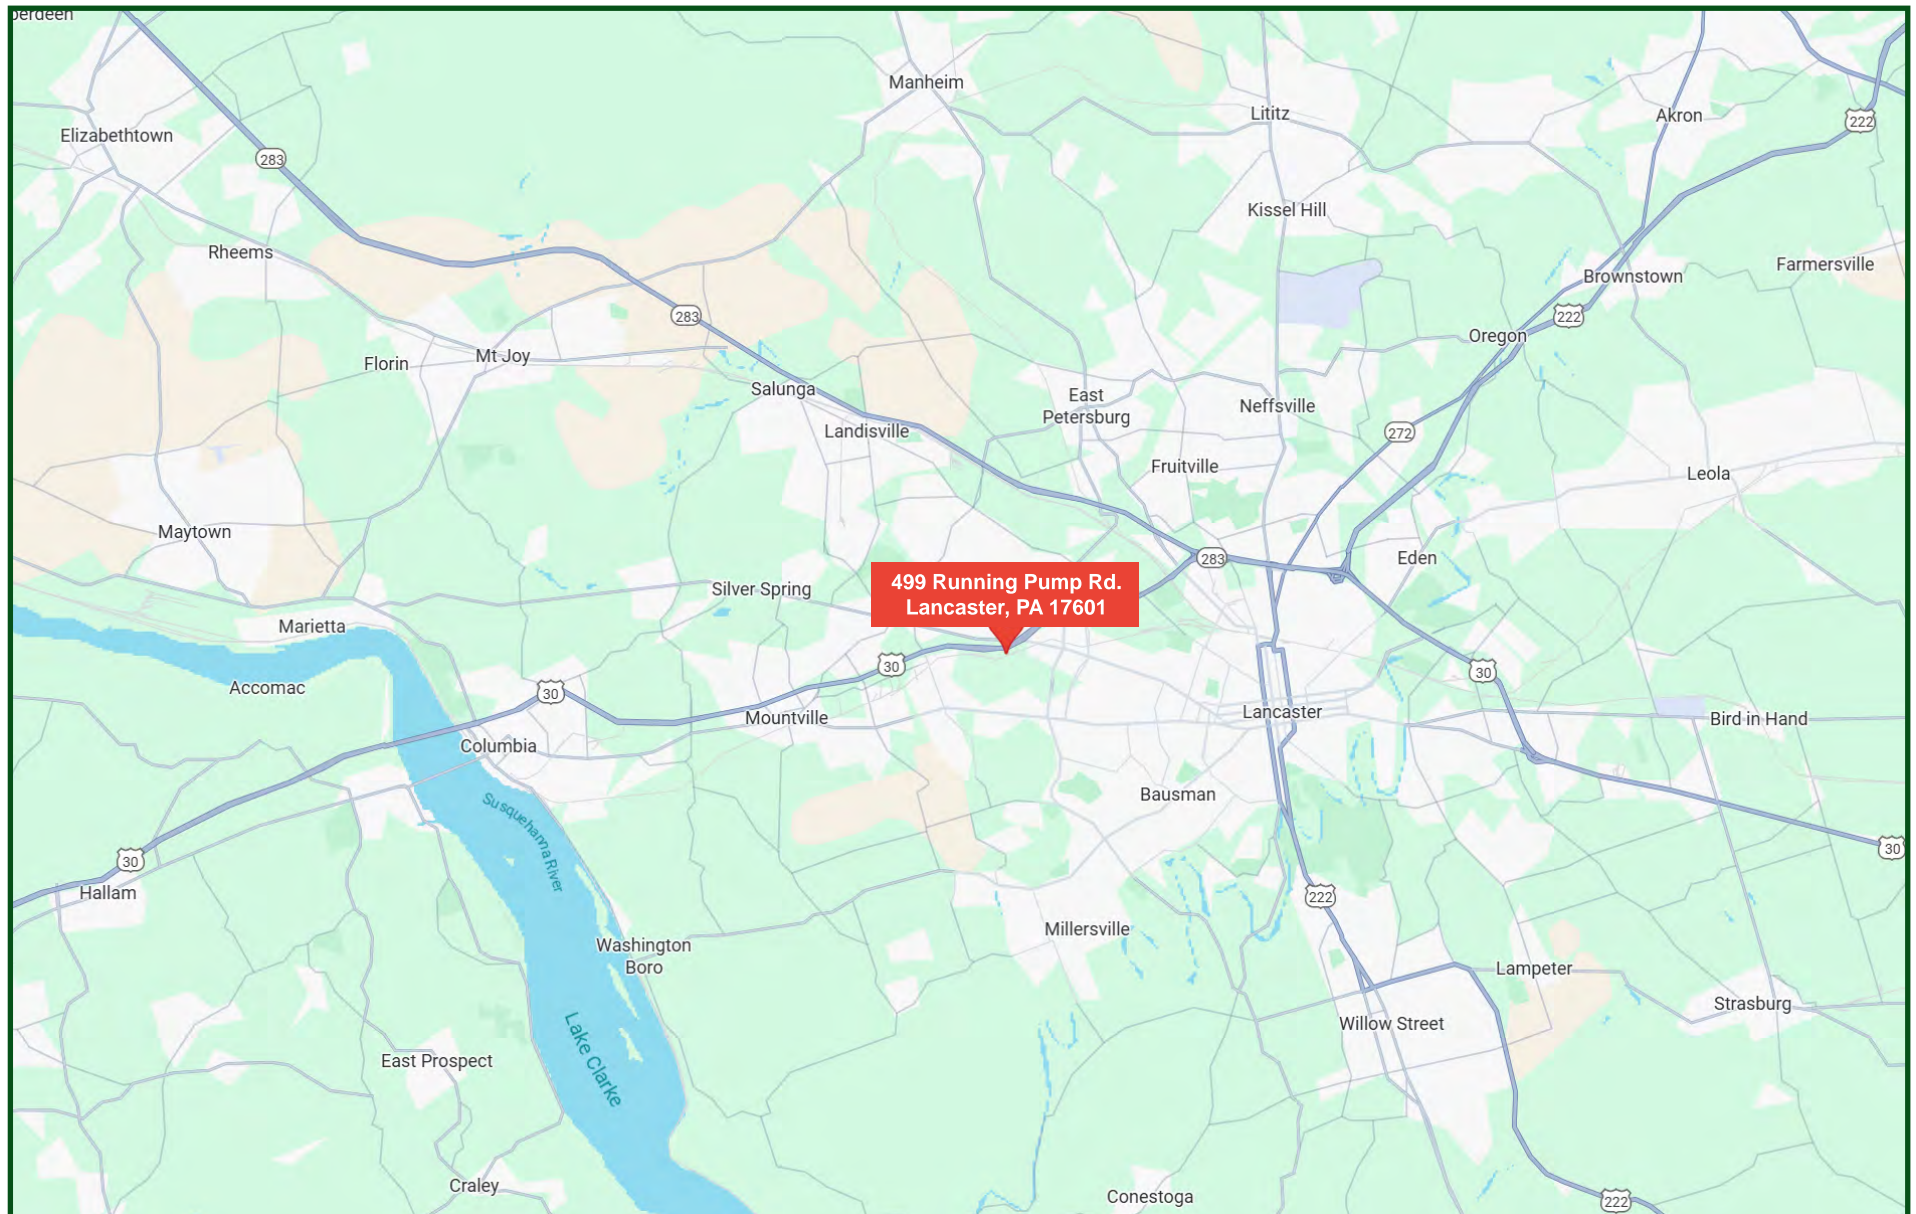 Manheim
Lititz
Akron
222
Elizabethtown
283
Kissel Hill
Rheems
Farmersville
Brownstown
283
222
Oregon
Florin
Mt Joy
Salunga
East
Petersburg
Neffsville
Landisville
272
Fruitville
Leola
Maytown
283
Eden
499 Running Pump Rd.
Lancaster, PA 17601
Silver Spring
Marietta
30
30
Accomac
30
Mountville
Lancaster
Bird in Hand
Columbia
Bausman
Susquehanna River
30
30
Hallam
222
Millersville
Washington
Boro
Lampeter
Strasburg
Willow Street
Lake Clarke
East Prospect
Craley
Conestoga
222